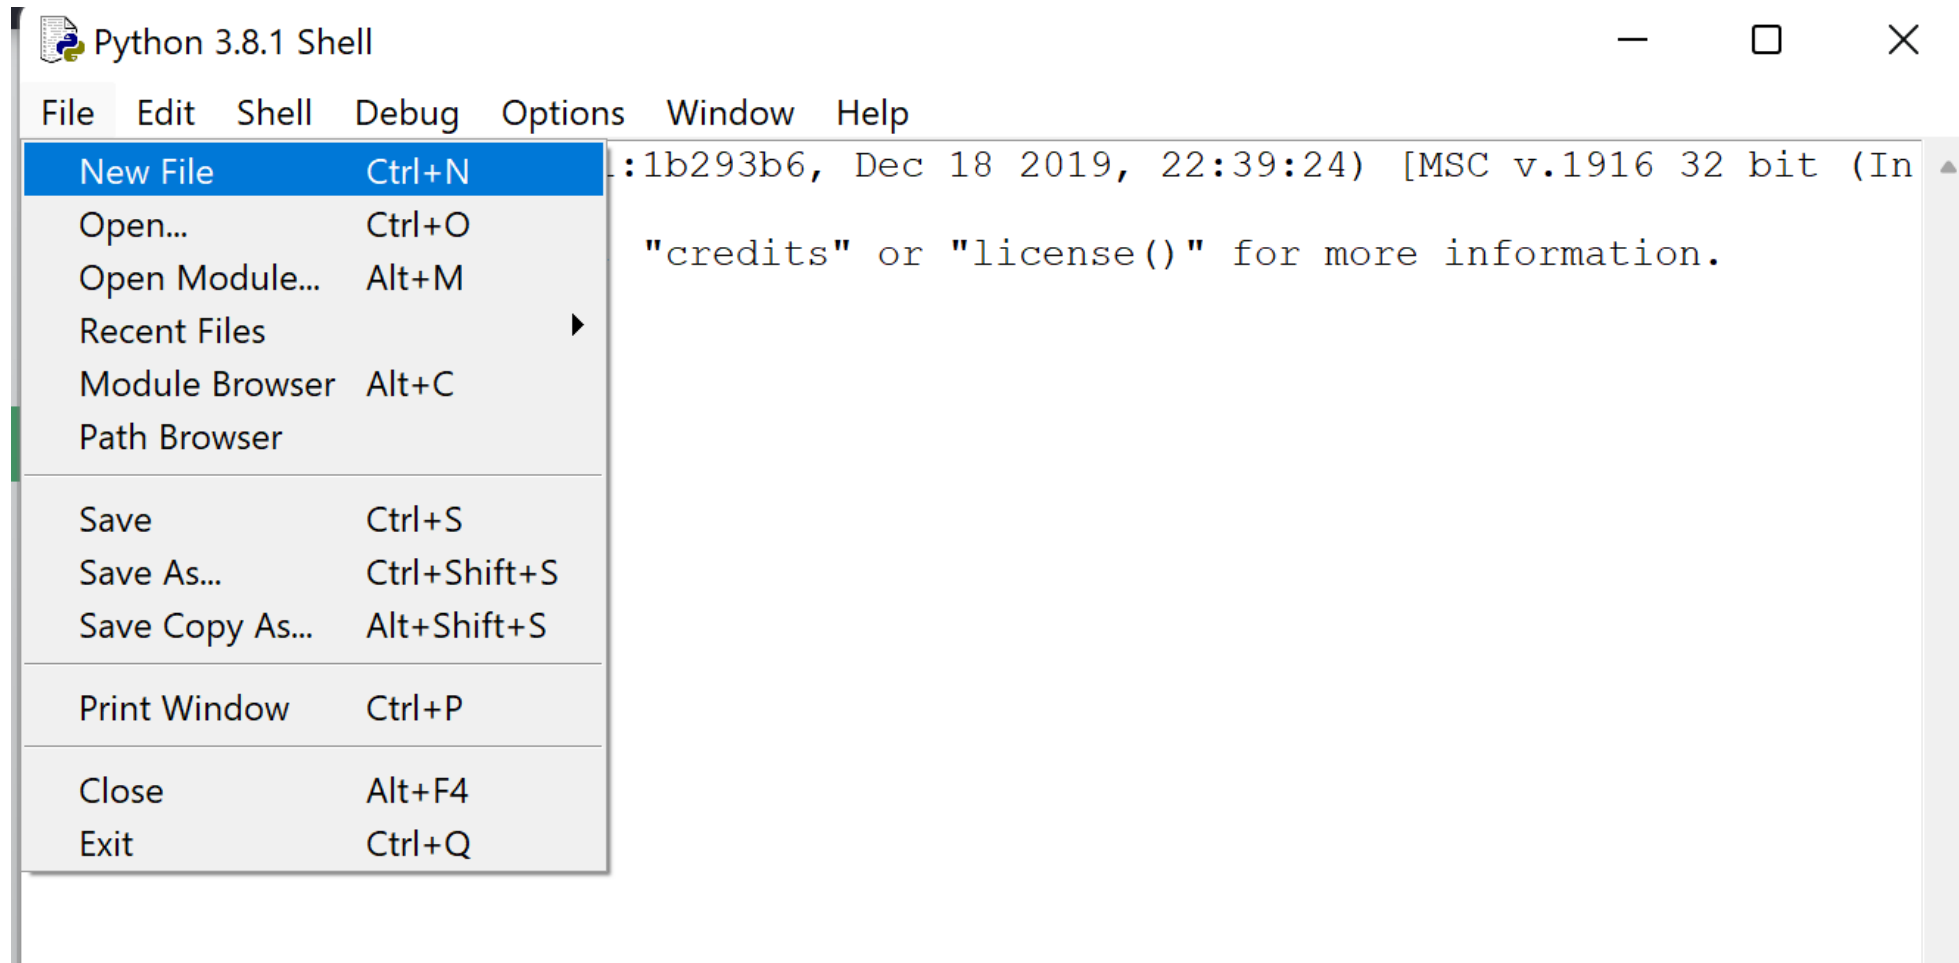 Python 3.8.1 Shell
File Edit Shell Debug Options Window Help
New File Ctrl+N
:1b293b6, Dec 18 2019, 22:39:24) [MSC v.1916 32 bit (In
Open... Ctrl+O
"credits" or "license()" for more information.
Open Module... Alt+M
Recent Files
Module Browser Alt+C
Path Browser
Save Ctrl+S
Save As... Ctrl+Shift+S
Save Copy As... Alt+Shift+S
Print Window Ctrl+P
Close Alt+F4
Exit Ctrl+Q